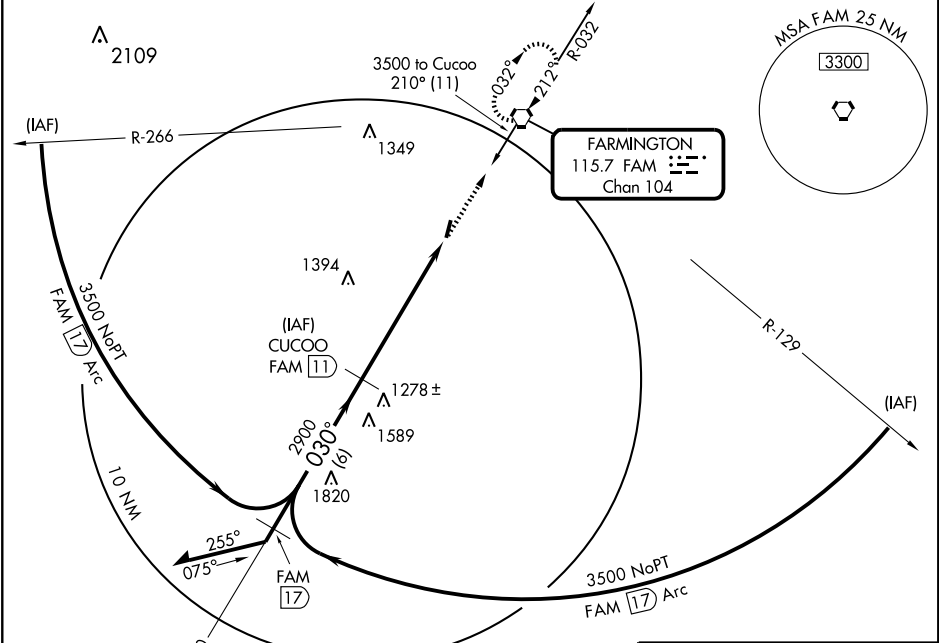 2109
3500 to Cucoo
210° (11)
032°
212°
R-032
MSA FAM 25 NM
3300
(IAF)
R-266
1349
FARMINGTON
115.7 FAM
Chan 104
1394
3500 NoPT
FAM 17 Arc
(IAF)
CUCOO
FAM 11
R-129
(IAF)
1278 ±
1589
2900
030°
(6)
1820
10 NM
255°
075°
FAM
17
3500 NoPT
FAM 17 Arc